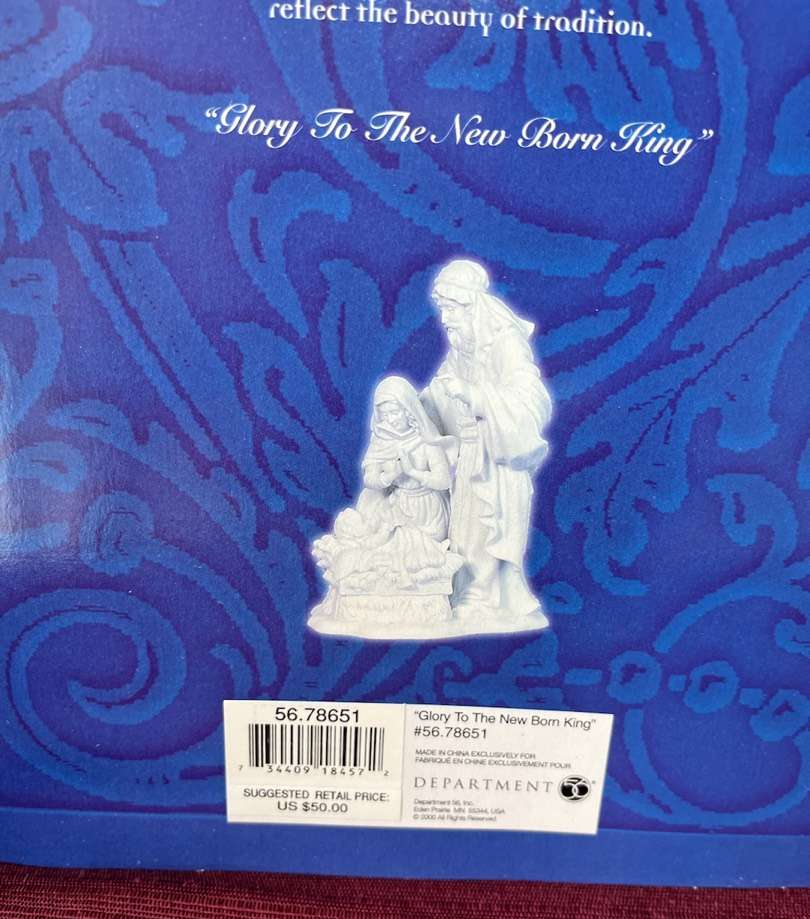 reflect the beauty of tradition.
“Glory To The New Born King”
56.78651
7 34409 18457 2
SUGGESTED RETAIL PRICE:
US $50.00
"Glory To The New Born King"
#56.78651
MADE IN CHINA EXCLUSIVELY FOR
FABRIQUÉ EN CHINE EXCLUSIVEMENT POUR
DEPARTMENT 56®
Department 56, Inc.
Eden Prairie MN 55344, USA
© 2000 All Rights Reserved